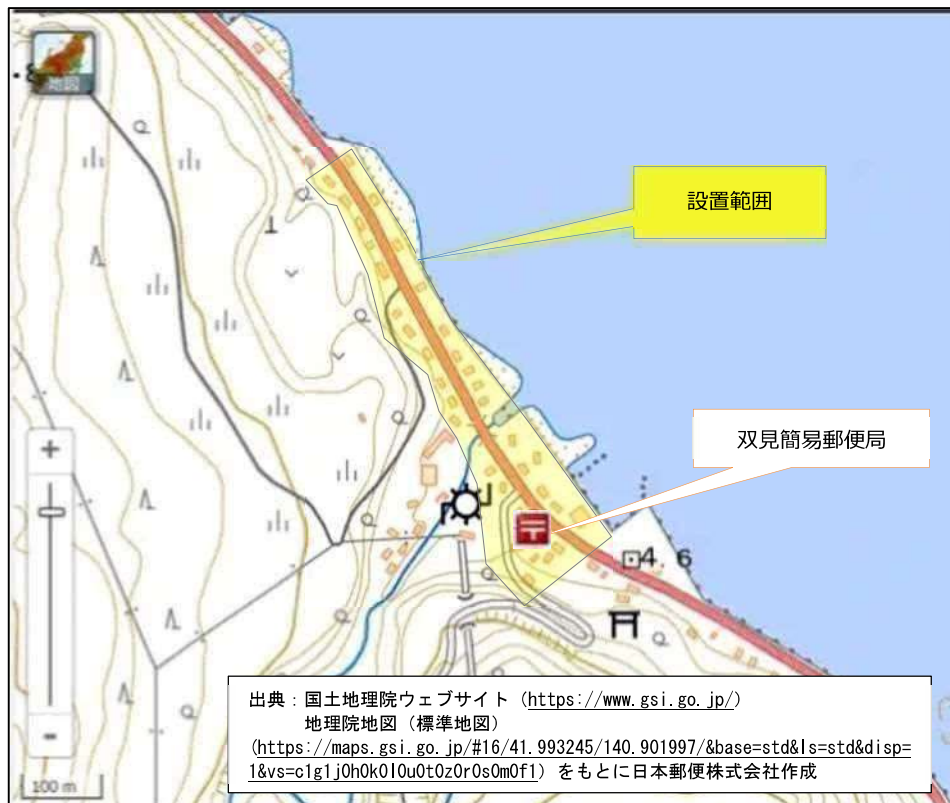 地図
設置範囲
双見簡易郵便局
4.6
出典：国土地理院ウェブサイト（https://www.gsi.go.jp/）
地理院地図（標準地図）
(https://maps.gsi.go.jp/#16/41.993245/140.901997/&base=std&ls=std&disp=
1&vs=c1g1j0h0k0l0u0t0z0r0s0m0f1）をもとに日本郵便株式会社作成
100 m